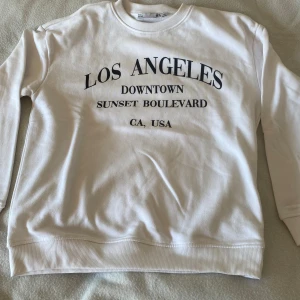 LOS ANGELES
DOWNTOWN
SUNSET BOULEVARD
CA, USA